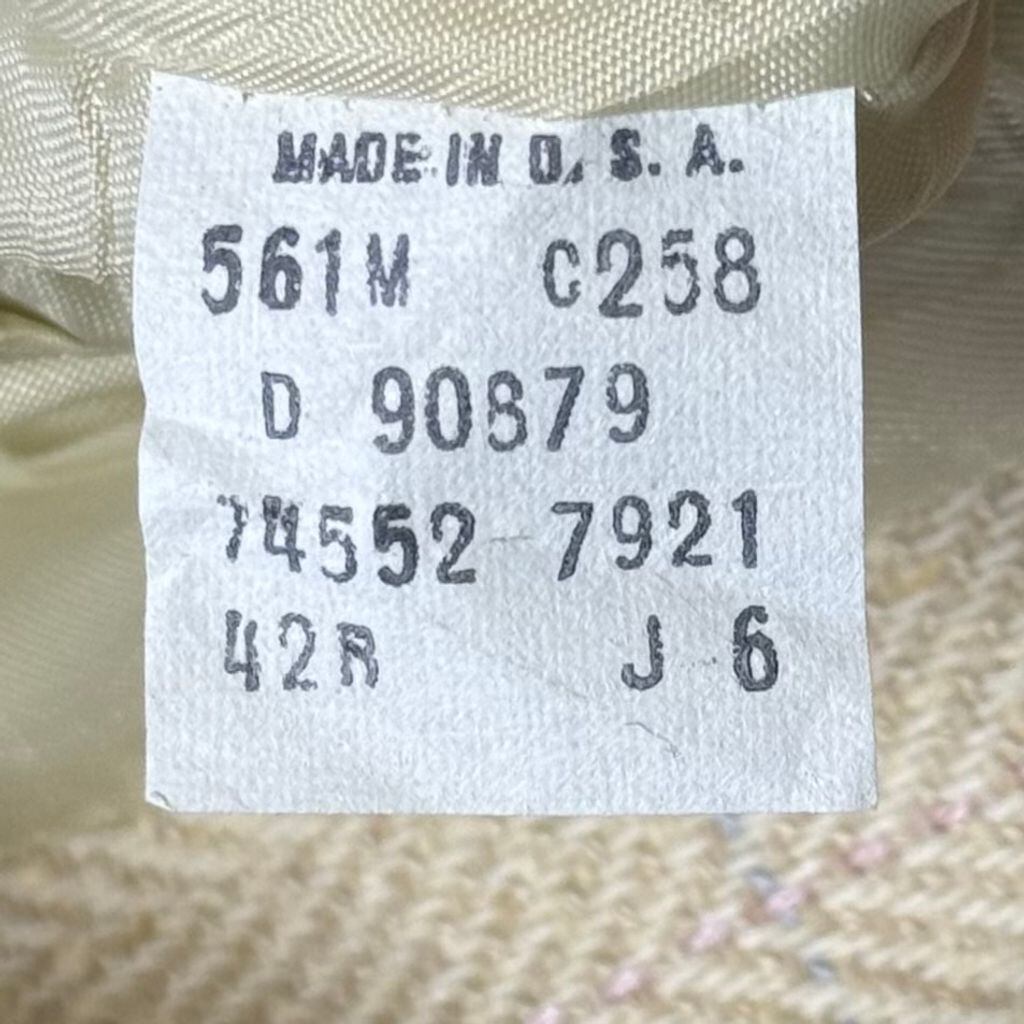 MADE IN U. S. A.
561M C258
D 90879
74552 7921
42R J 6